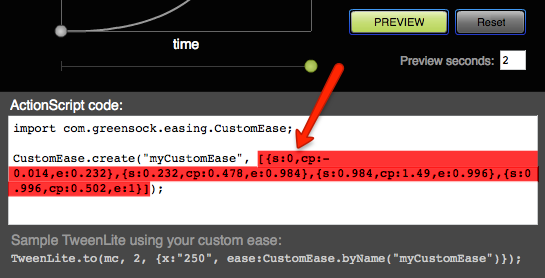 PREVIEW
Reset
time
Preview seconds: 2
ActionScript code:
import com.greensock.easing.CustomEase;
CustomEase.create("myCustomEase", [{s:0,cp:-
0.014,e:0.232},{s:0.232,cp:0.478,e:0.984},{s:0.984,cp:1.49,e:0.996},{s:0
.996,cp:0.502,e:1}]);
Sample TweenLite using your custom ease:
TweenLite.to(mc, 2, {x:"250", ease:CustomEase.byName("myCustomEase")});